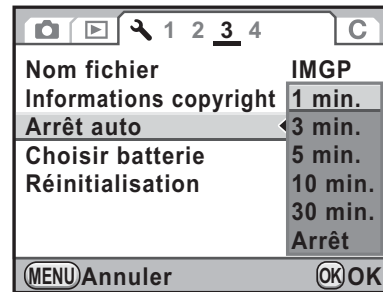 1 2 3 4 C
Nom fichier IMGP
Informations copyright 1 min.
Arrêt auto 3 min.
Choisir batterie 5 min.
Réinitialisation 10 min.
30 min.
Arrêt
MENU Annuler OK OK